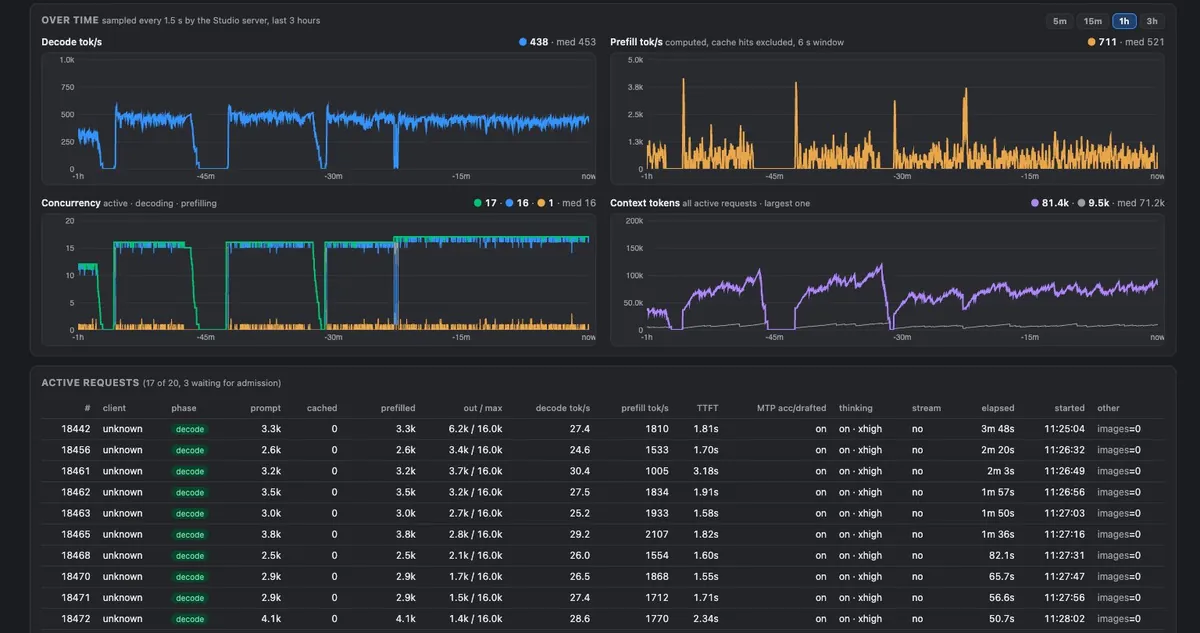 OVER TIME sampled every 1.5 s by the Studio server, last 3 hours
5m 15m 1h 3h
Decode tok/s 438 · med 453
1.0k
750
500
250
0
-1h -45m -30m -15m now
Prefill tok/s computed, cache hits excluded, 6 s window 711 · med 521
5.0k
3.8k
2.5k
1.3k
0
-1h -45m -30m -15m now
Concurrency active · decoding · prefilling 17 · 16 · 1 · med 16
20
15
10
5
0
-1h -45m -30m -15m now
Context tokens all active requests · largest one 81.4k · 9.5k · med 71.2k
200k
150k
100k
50.0k
0
-1h -45m -30m -15m now
ACTIVE REQUESTS (17 of 20, 3 waiting for admission)
# client phase prompt cached prefilled out / max decode tok/s prefill tok/s TTFT MTP acc/drafted thinking stream elapsed started other
18442 unknown decode 3.3k 0 3.3k 6.2k / 16.0k 27.4 1810 1.81s on on · xhigh no 3m 48s 11:25:04 images=0
18456 unknown decode 2.6k 0 2.6k 3.4k / 16.0k 24.6 1533 1.70s on on · xhigh no 2m 20s 11:26:32 images=0
18461 unknown decode 3.2k 0 3.2k 3.7k / 16.0k 30.4 1005 3.18s on on · xhigh no 2m 3s 11:26:49 images=0
18462 unknown decode 3.5k 0 3.5k 3.2k / 16.0k 27.5 1834 1.91s on on · xhigh no 1m 57s 11:26:56 images=0
18463 unknown decode 3.0k 0 3.0k 2.7k / 16.0k 25.2 1933 1.58s on on · xhigh no 1m 50s 11:27:03 images=0
18465 unknown decode 3.8k 0 3.8k 2.8k / 16.0k 29.2 2107 1.82s on on · xhigh no 1m 36s 11:27:16 images=0
18468 unknown decode 2.5k 0 2.5k 2.1k / 16.0k 26.0 1554 1.60s on on · xhigh no 82.1s 11:27:31 images=0
18470 unknown decode 2.9k 0 2.9k 1.7k / 16.0k 26.5 1868 1.55s on on · xhigh no 65.7s 11:27:47 images=0
18471 unknown decode 2.9k 0 2.9k 1.5k / 16.0k 27.4 1712 1.71s on on · xhigh no 56.6s 11:27:56 images=0
18472 unknown decode 4.1k 0 4.1k 1.4k / 16.0k 28.6 1770 2.34s on on · xhigh no 50.7s 11:28:02 images=0